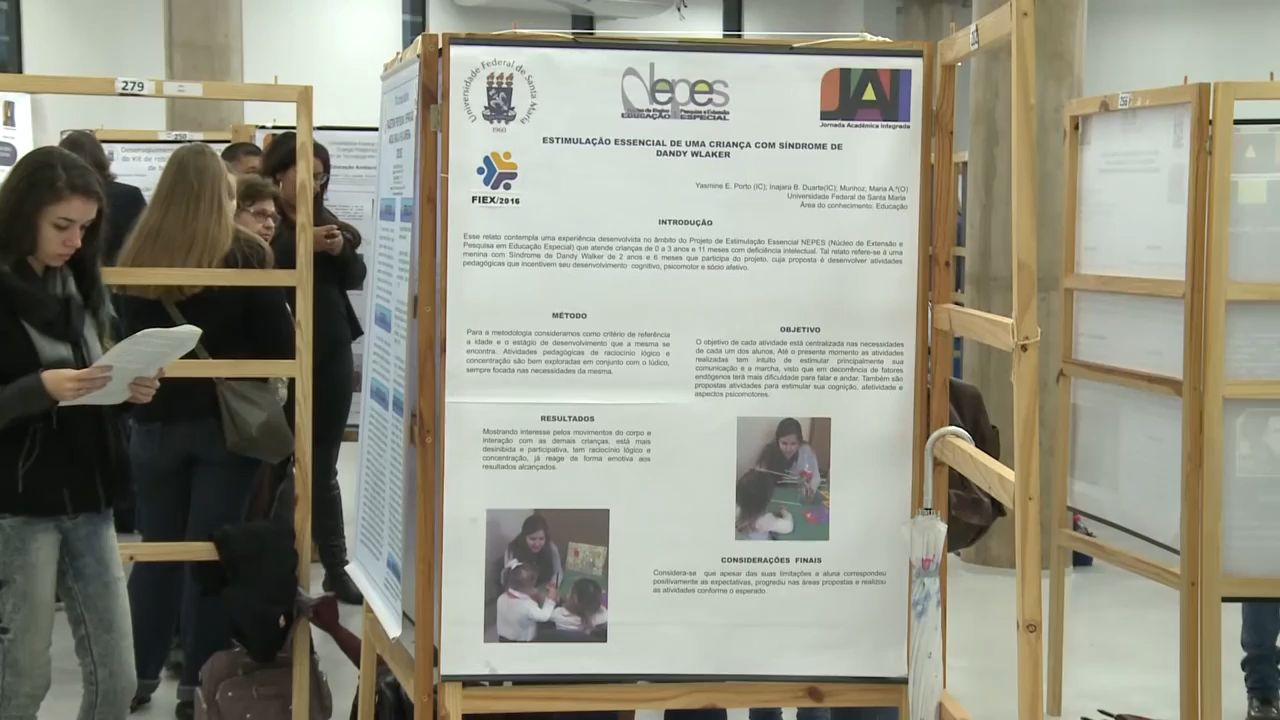 279
250
Universidade Federal de Santa Maria
1960
Nepes
EDUCAÇÃO ESPECIAL
JAI
Jornada Acadêmica Integrada
ESTIMULAÇÃO ESSENCIAL DE UMA CRIANÇA COM SÍNDROME DE
DANDY WLAKER
FIEX/2016
Yasmine E. Porto (IC); Inajara B. Duarte(IC); Munhoz, Maria A.ª(O)
Universidade Federal de Santa Maria
Área do conhecimento: Educação
INTRODUÇÃO
Esse relato contempla uma experiência desenvolvida no âmbito do Projeto de Estimulação Essencial NEPES (Núcleo de Extensão e
Pesquisa em Educação Especial) que atende crianças de 0 a 3 anos e 11 meses com deficiência intelectual. Tal relato refere-se à uma
menina com Síndrome de Dandy Walker de 2 anos e 6 meses que participa do projeto, cuja proposta é desenvolver atividades
pedagógicas que incentivem seu desenvolvimento cognitivo, psicomotor e sócio afetivo.
MÉTODO
Para a metodologia consideramos como critério de referência
a idade e o estágio de desenvolvimento que a mesma se
encontra. Atividades pedagógicas de raciocínio lógico e
concentração são bem exploradas em conjunto com o lúdico,
sempre focada nas necessidades da mesma.
OBJETIVO
O objetivo de cada atividade está centralizada nas necessidades
de cada um dos alunos, Até o presente momento as atividades
realizadas tem intuito de estimular principalmente sua
comunicação e a marcha, visto que em decorrência de fatores
endógenos terá mais dificuldade para falar e andar. Também são
propostas atividades para estimular sua cognição, afetividade e
aspectos psicomotores.
RESULTADOS
Mostrando interesse pelos movimentos do corpo e
interação com as demais crianças, está mais
desinibida e participativa, tem raciocínio lógico e
concentração, já reage de forma emotiva aos
resultados alcançados.
CONSIDERAÇÕES FINAIS
Considera-se que apesar das suas limitações a aluna correspondeu
positivamente as expectativas, progrediu nas áreas propostas e realizou
as atividades conforme o esperado.
256